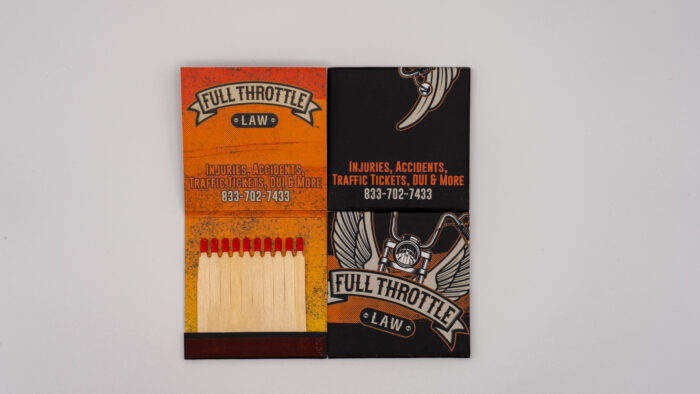 FULL THROTTLE
LAW
INJURIES, ACCIDENTS,
TRAFFIC TICKETS, DUI & MORE
833-702-7433
INJURIES, ACCIDENTS,
TRAFFIC TICKETS, DUI & MORE
833-702-7433
FULL THROTTLE
LAW